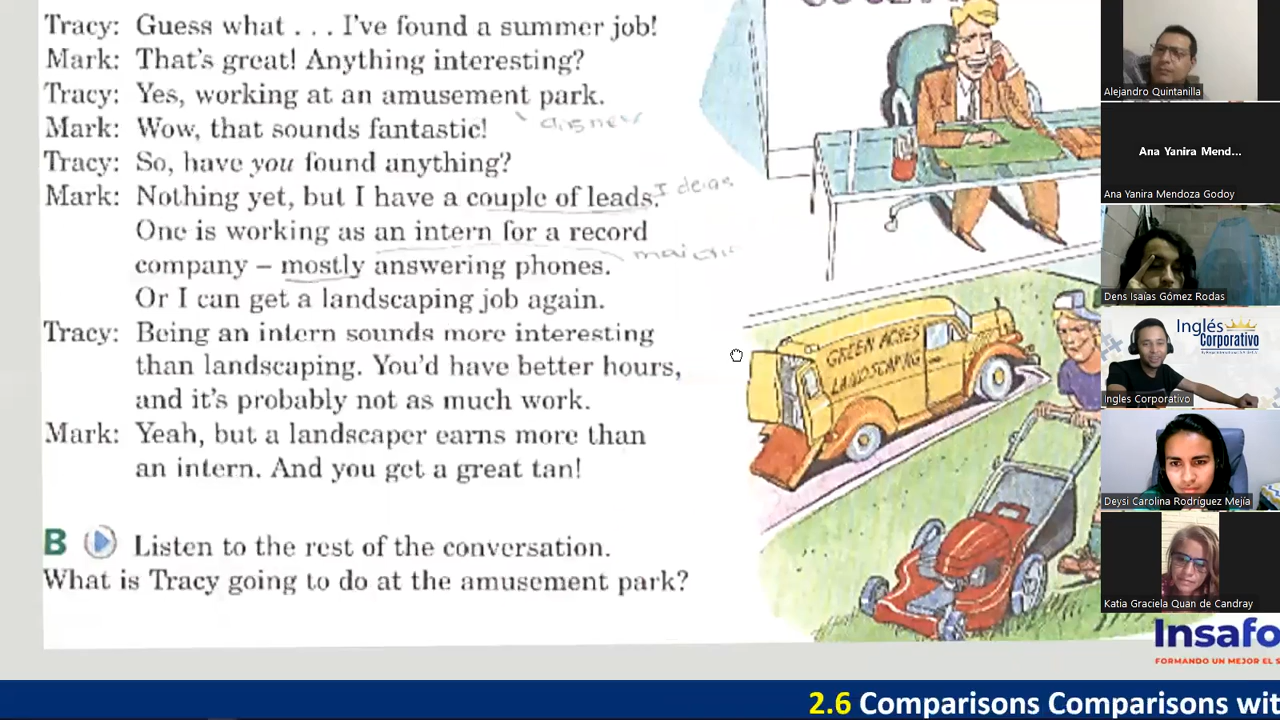 Tracy: Guess what . . . I've found a summer job!
Mark: That's great! Anything interesting?
Tracy: Yes, working at an amusement park.
Mark: Wow, that sounds fantastic!
disney
Tracy: So, have you found anything?
Mark: Nothing yet, but I have a couple of leads.
I deas
One is working as an intern for a record
company – mostly answering phones.
Or I can get a landscaping job again.
Tracy: Being an intern sounds more interesting
than landscaping. You'd have better hours,
and it's probably not as much work.
Mark: Yeah, but a landscaper earns more than
an intern. And you get a great tan!
B Listen to the rest of the conversation.
What is Tracy going to do at the amusement park?
GREEN ACRES
LANDSCAPING
Alejandro Quintanilla
Ana Yanira Mend...
Ana Yanira Mendoza Godoy
Dens Isaías Gómez Rodas
Inglés
Corporativo
Ingles Corporativo
Deysi Carolina Rodríguez Mejía
Katia Graciela Quan de Candray
Insafo
FORMANDO UN MEJOR EL S
2.6 Comparisons Comparisons wit